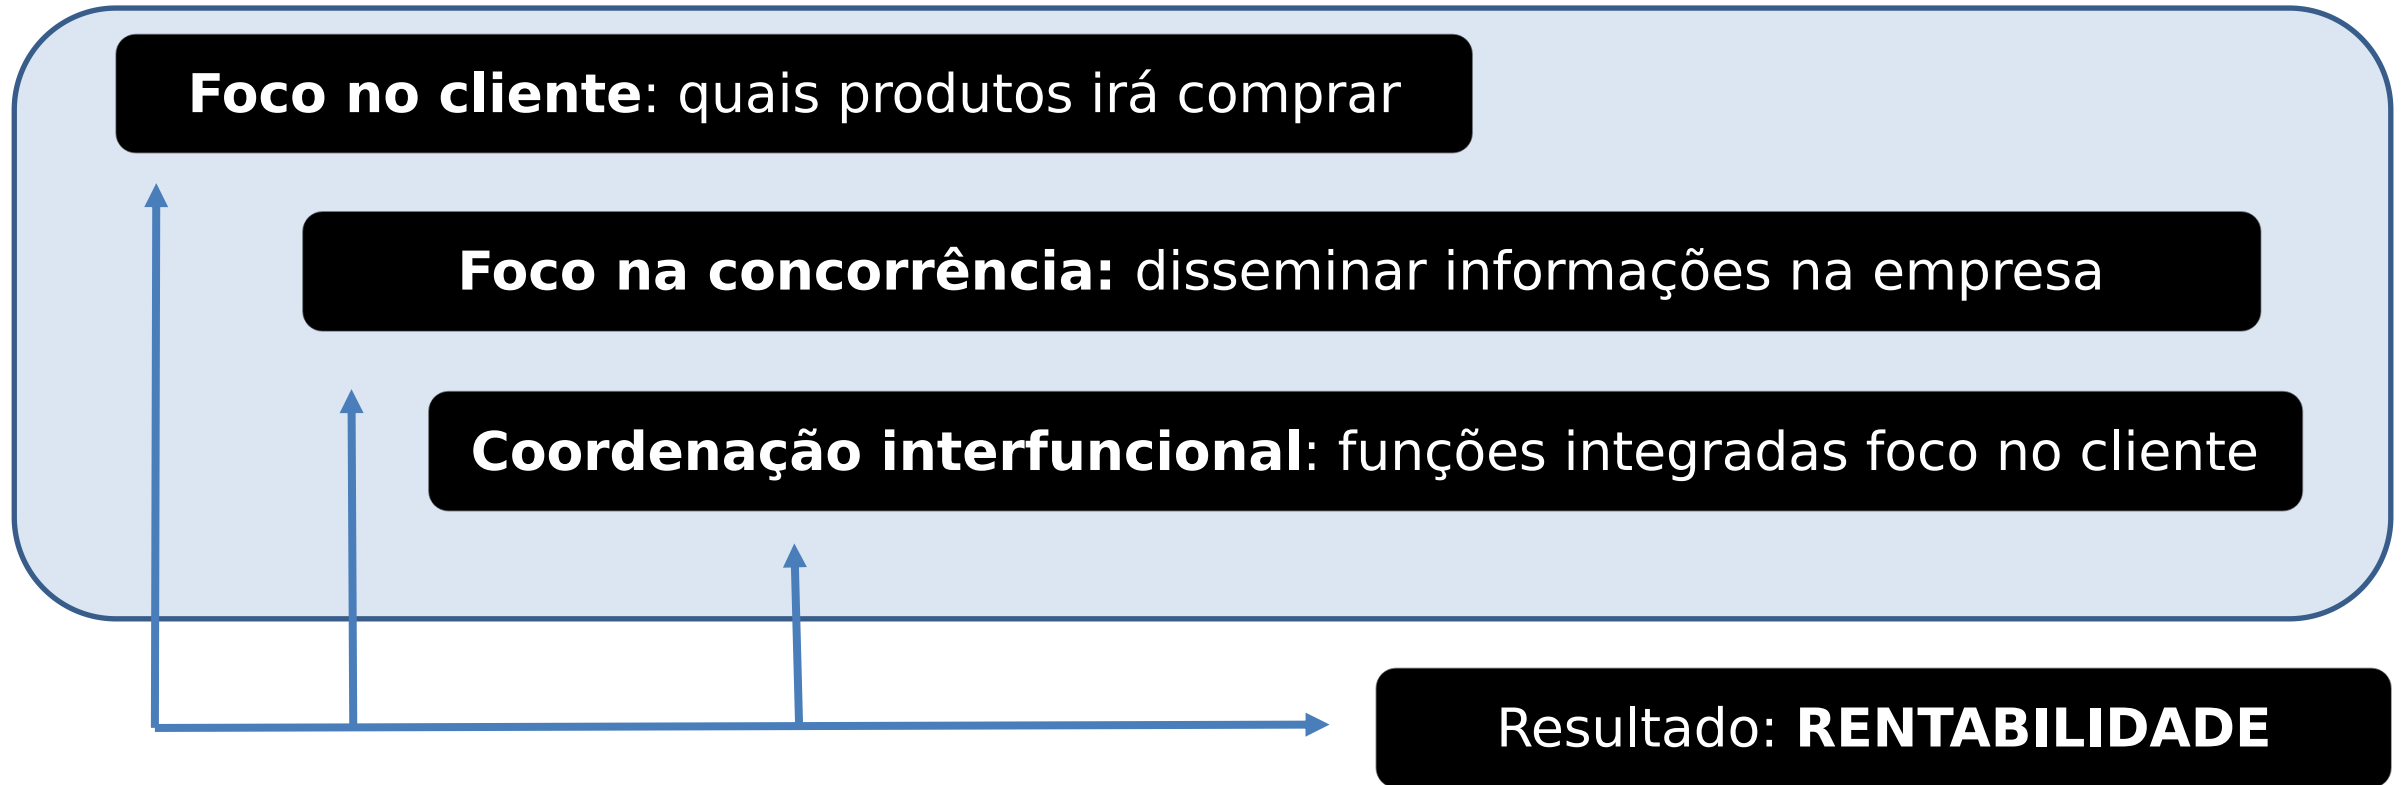 Foco no cliente: quais produtos irá comprar
Foco na concorrência: disseminar informações na empresa
Coordenação interfuncional: funções integradas foco no cliente
Resultado: RENTABILIDADE